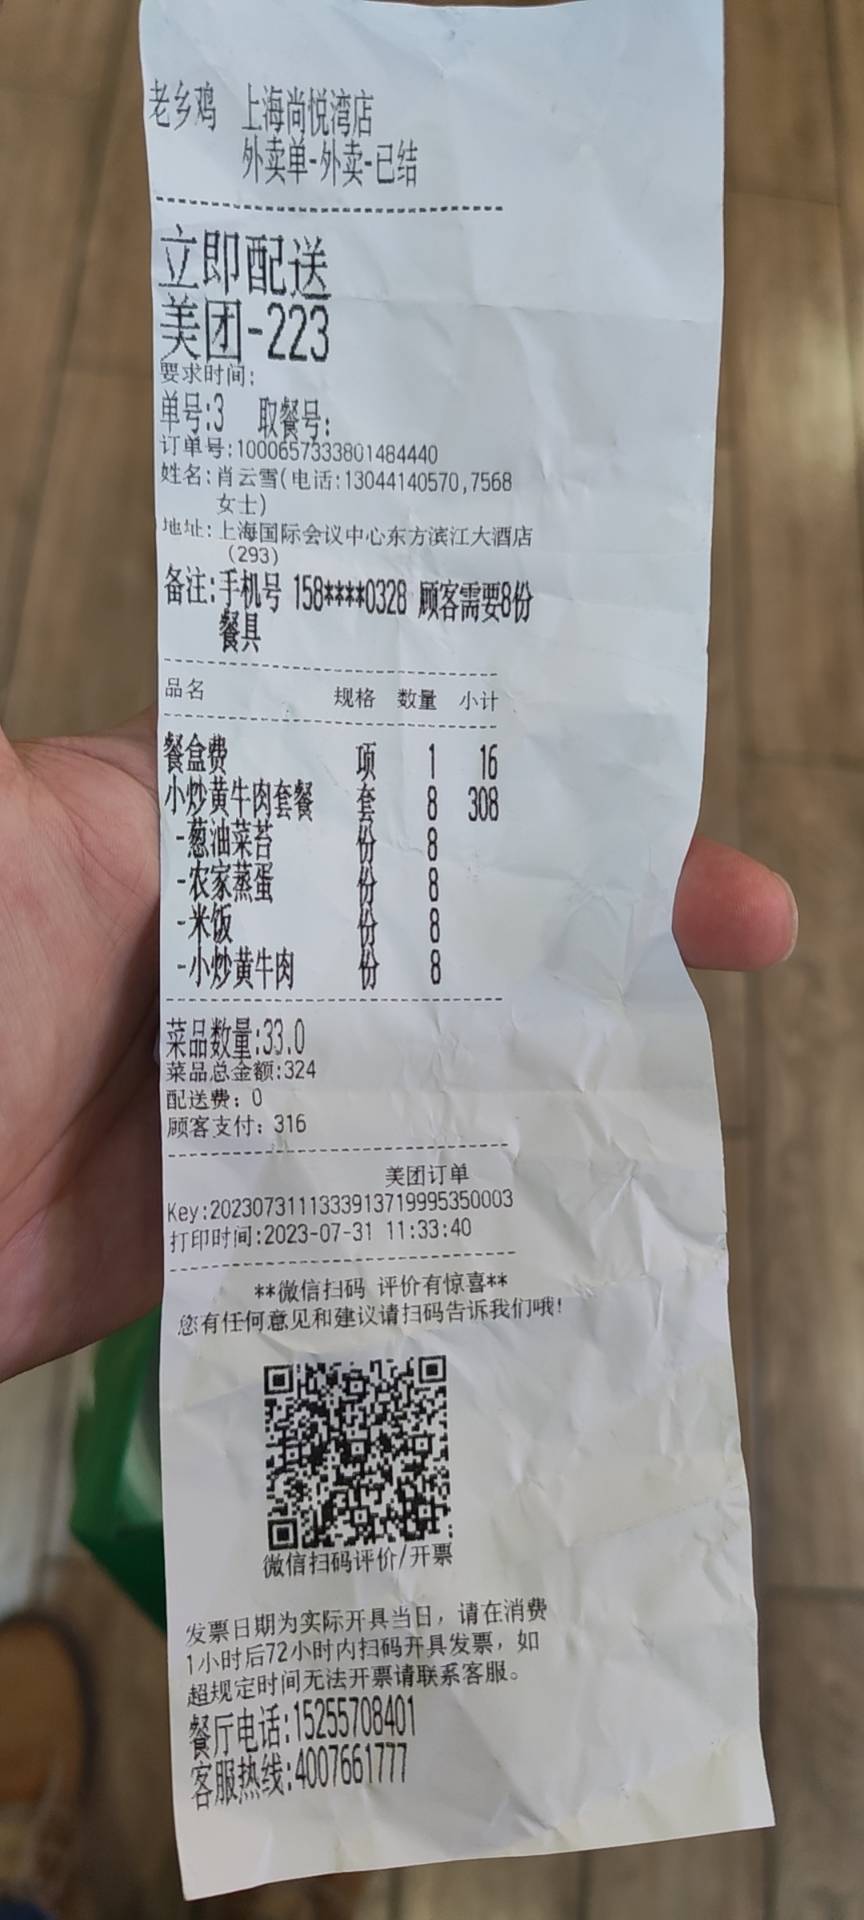 老乡鸡 上海尚悦湾店
外卖单-外卖-已结
立即配送
美团-223
要求时间:
单号:3 取餐号:
订单号:1000657333801484440
姓名:肖云雪(电话:13044140570,7568
女士)
地址:上海国际会议中心东方滨江大酒店
(293)
备注:手机号 158****0328 顾客需要8份
餐具
品名 规格 数量 小计
餐盒费 项 1 16
小炒黄牛肉套餐 套 8 308
-葱油菜苔 份 8
-农家蒸蛋 份 8
-米饭 份 8
-小炒黄牛肉 份 8
菜品数量:33.0
菜品总金额:324
配送费: 0
顾客支付: 316
美团订单
Key:20230731113339137199953500​03
打印时间:2023-07-31 11:33:40
**微信扫码 评价有惊喜**
您有任何意见和建议请扫码告诉我们哦!
微信扫码评价/开票
发票日期为实际开具当日, 请在消费
1小时后72小时内扫码开具发票, 如
超规定时间无法开票请联系客服。
餐厅电话:15255708401
客服热线:4007661777